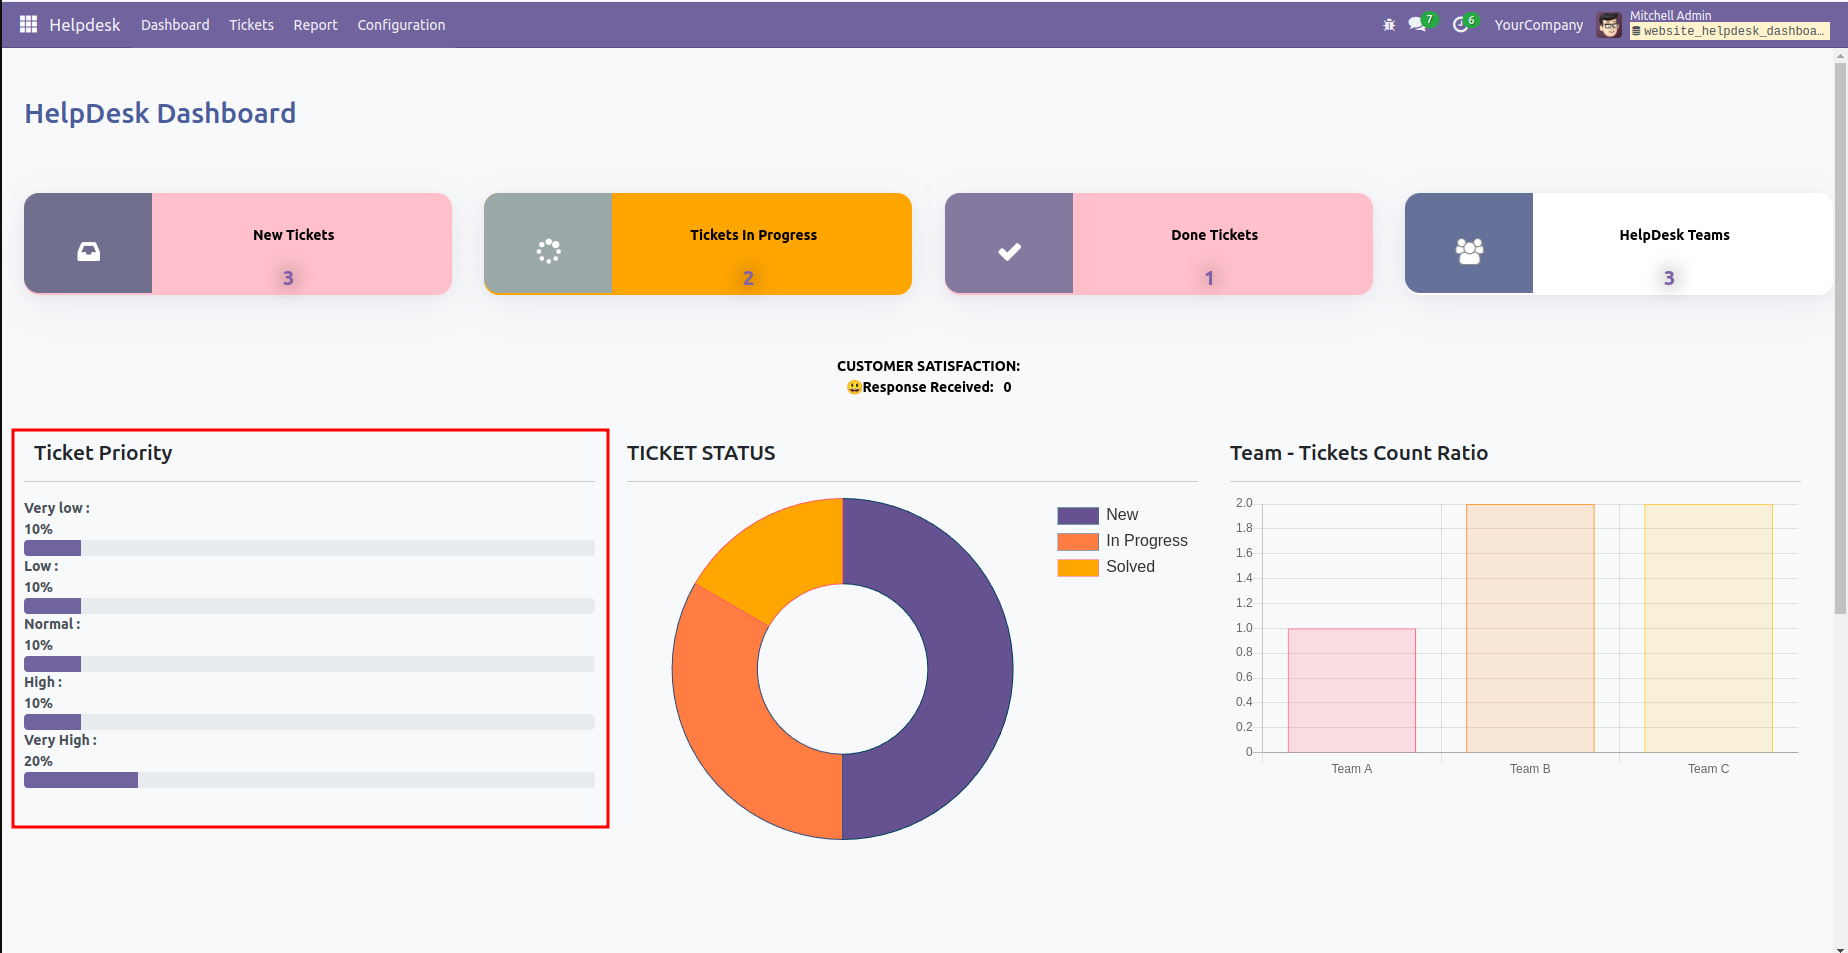 Helpdesk Dashboard Tickets Report Configuration 7 6 YourCompany Mitchell Admin
website_helpdesk_dashboa...
HelpDesk Dashboard
New Tickets
3
Tickets In Progress
2
Done Tickets
1
HelpDesk Teams
3
CUSTOMER SATISFACTION:
😃Response Received: 0
Ticket Priority
Very low :
10%
Low :
10%
Normal :
10%
High :
10%
Very High :
20%
TICKET STATUS
New
In Progress
Solved
Team - Tickets Count Ratio
2.0
1.8
1.6
1.4
1.2
1.0
0.8
0.6
0.4
0.2
0
Team A Team B Team C